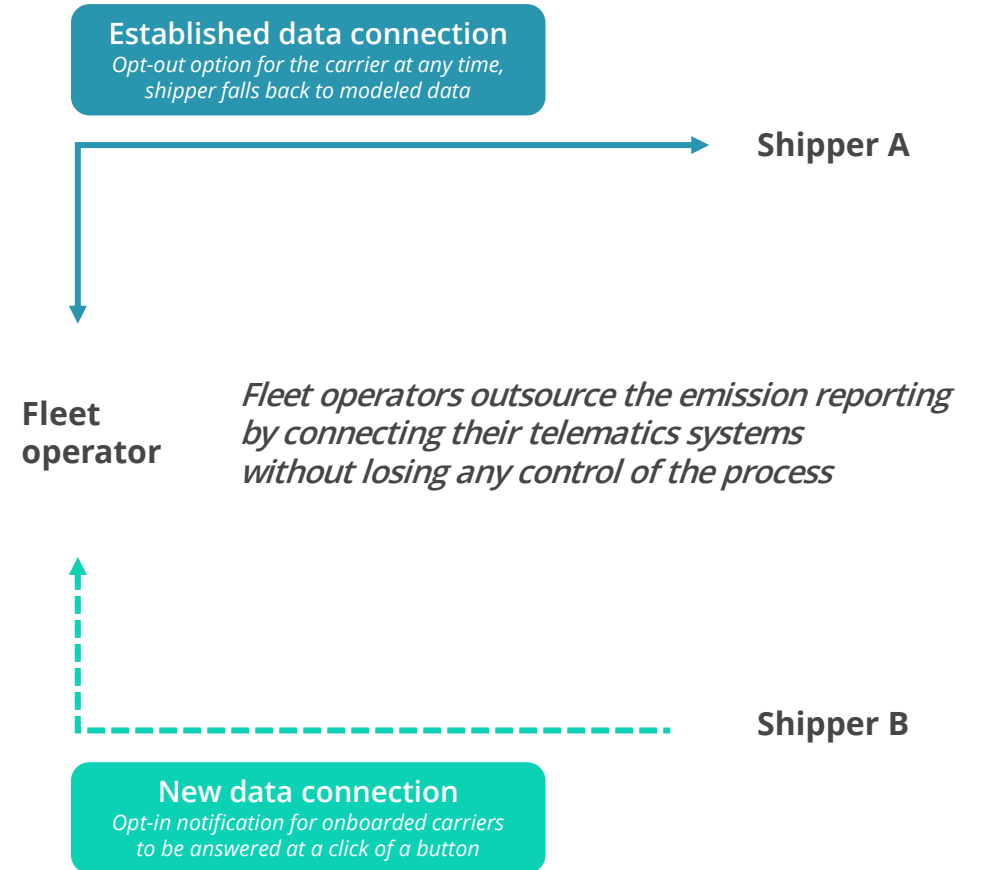 Established data connection
Opt-out option for the carrier at any time,
shipper falls back to modeled data
Shipper A
Fleet
operator
Fleet operators outsource the emission reporting
by connecting their telematics systems
without losing any control of the process
Shipper B
New data connection
Opt-in notification for onboarded carriers
to be answered at a click of a button